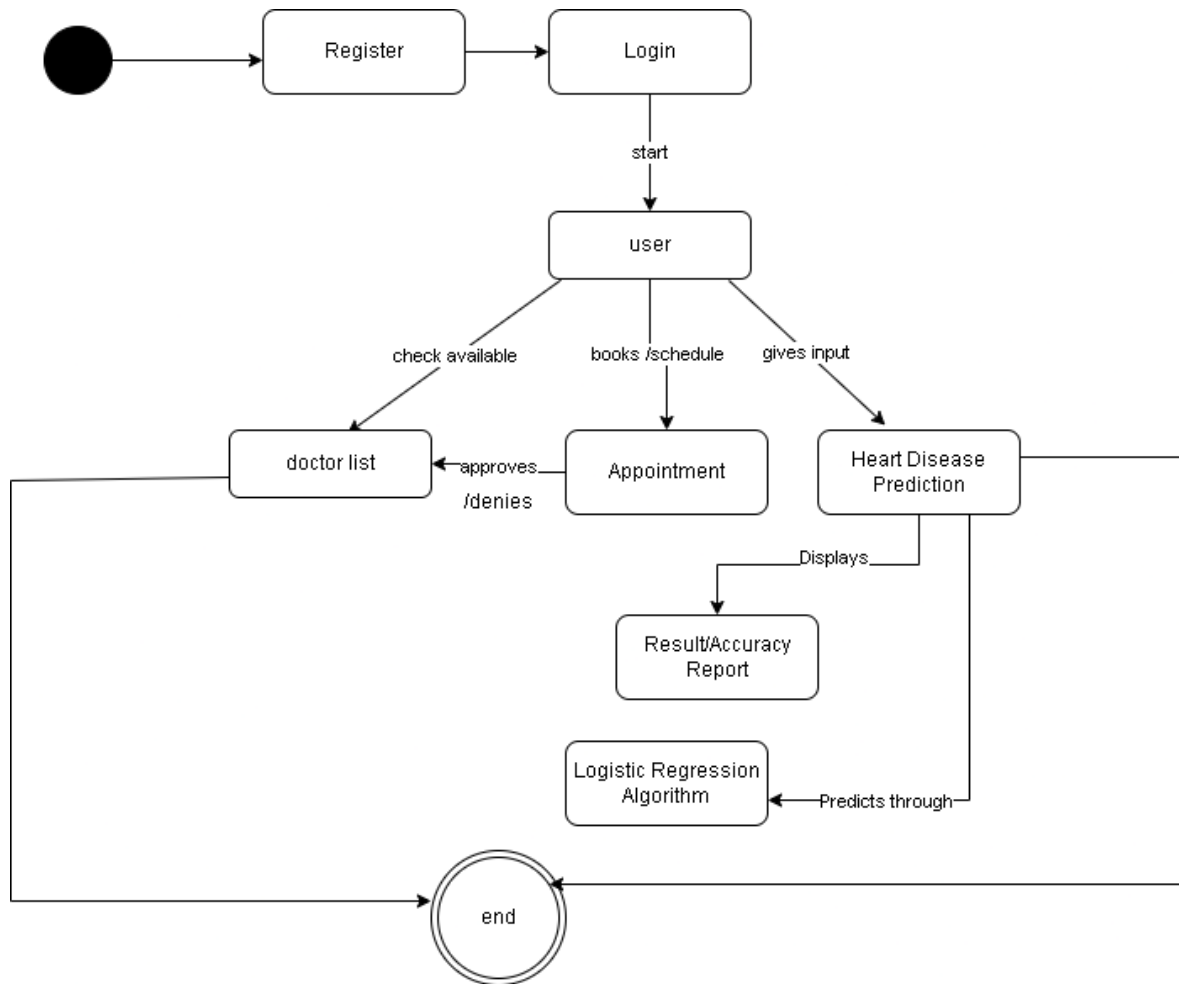 Register
Login
start
user
check available
books /schedule
gives input
doctor list
approves
/denies
Appointment
Heart Disease
Prediction
Displays
Result/Accuracy
Report
Logistic Regression
Algorithm
Predicts through
end